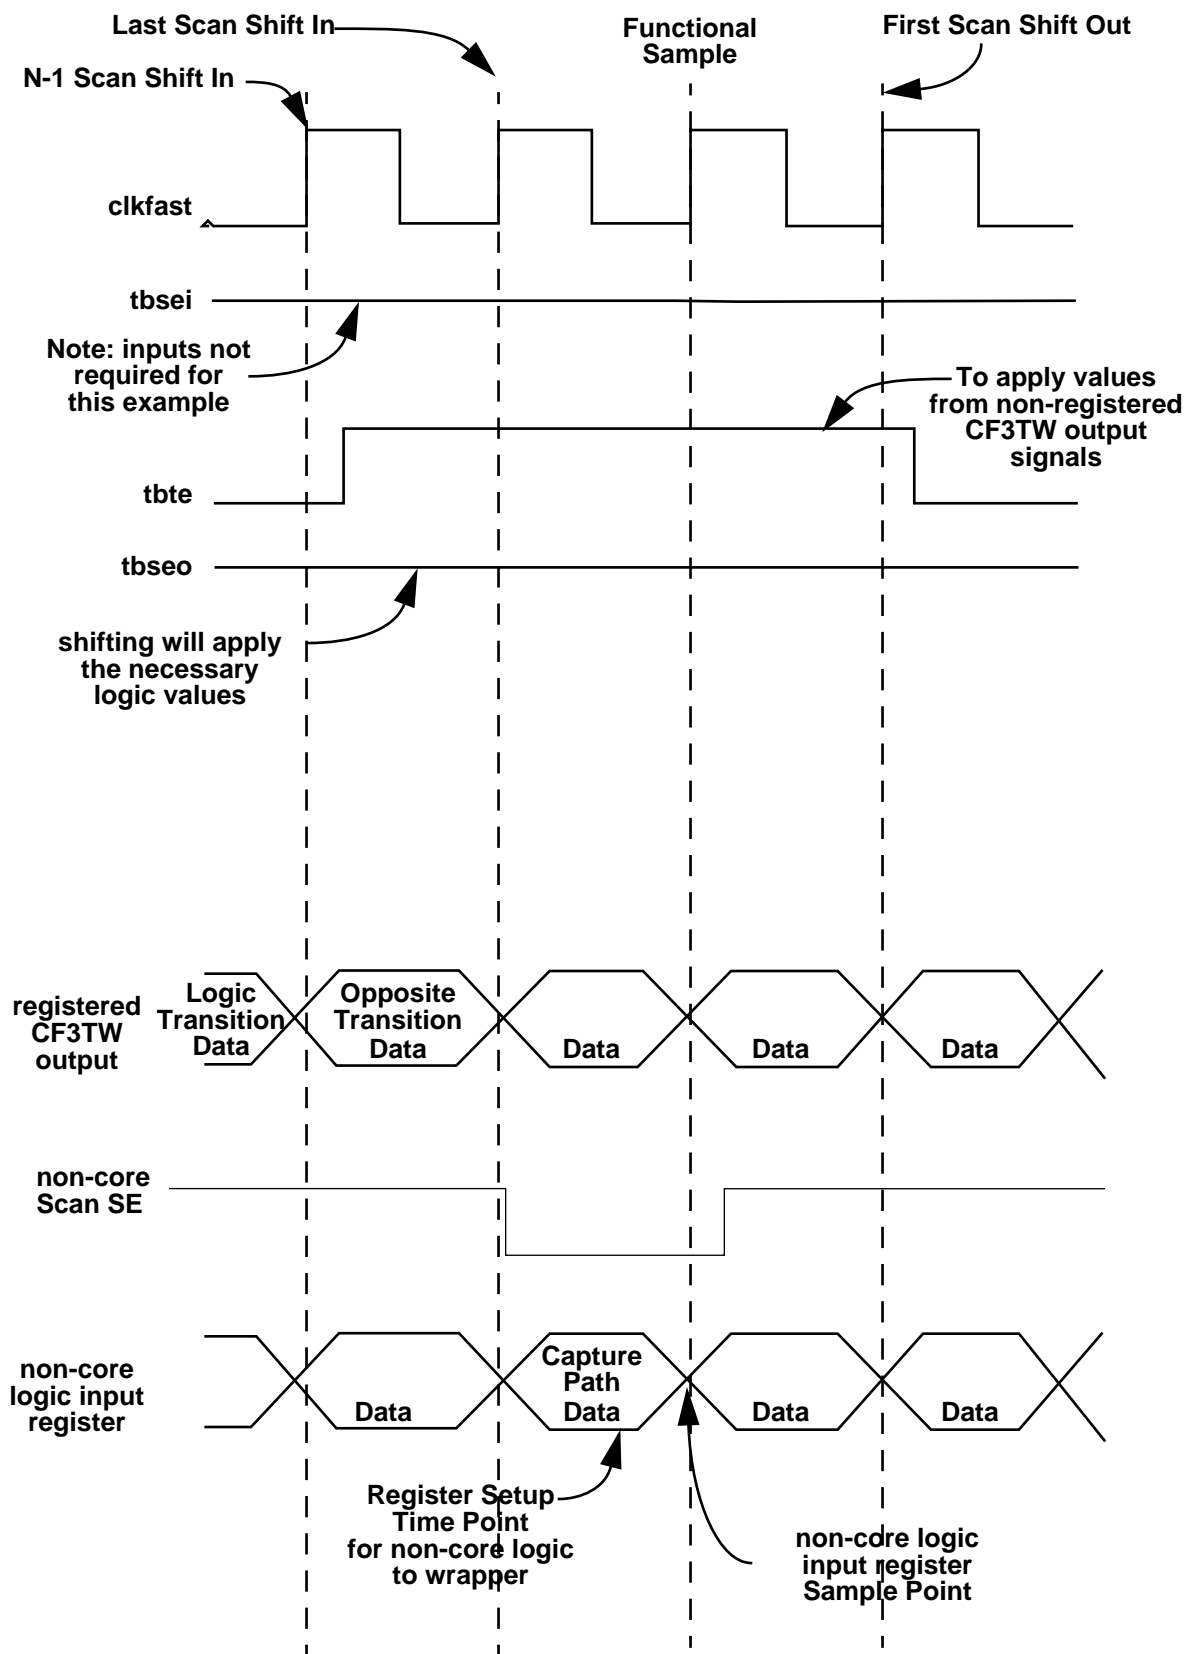 Last Scan Shift In
Functional
Sample
First Scan Shift Out
N-1 Scan Shift In
clkfast
tbsei
Note: inputs not
required for
this example
To apply values
from non-registered
CF3TW output
signals
tbte
tbseo
shifting will apply
the necessary
logic values
registered
CF3TW
output
Logic
Transition
Data
Opposite
Transition
Data
Data
Data
Data
non-core
Scan SE
non-core
logic input
register
Data
Capture
Path
Data
Data
Data
Register Setup
Time Point
for non-core logic
to wrapper
non-core logic
input register
Sample Point